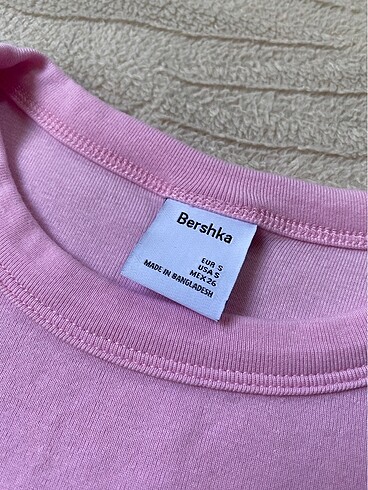 Bershka
EUR S
USA S
MEX 26
MADE IN BANGLADESH